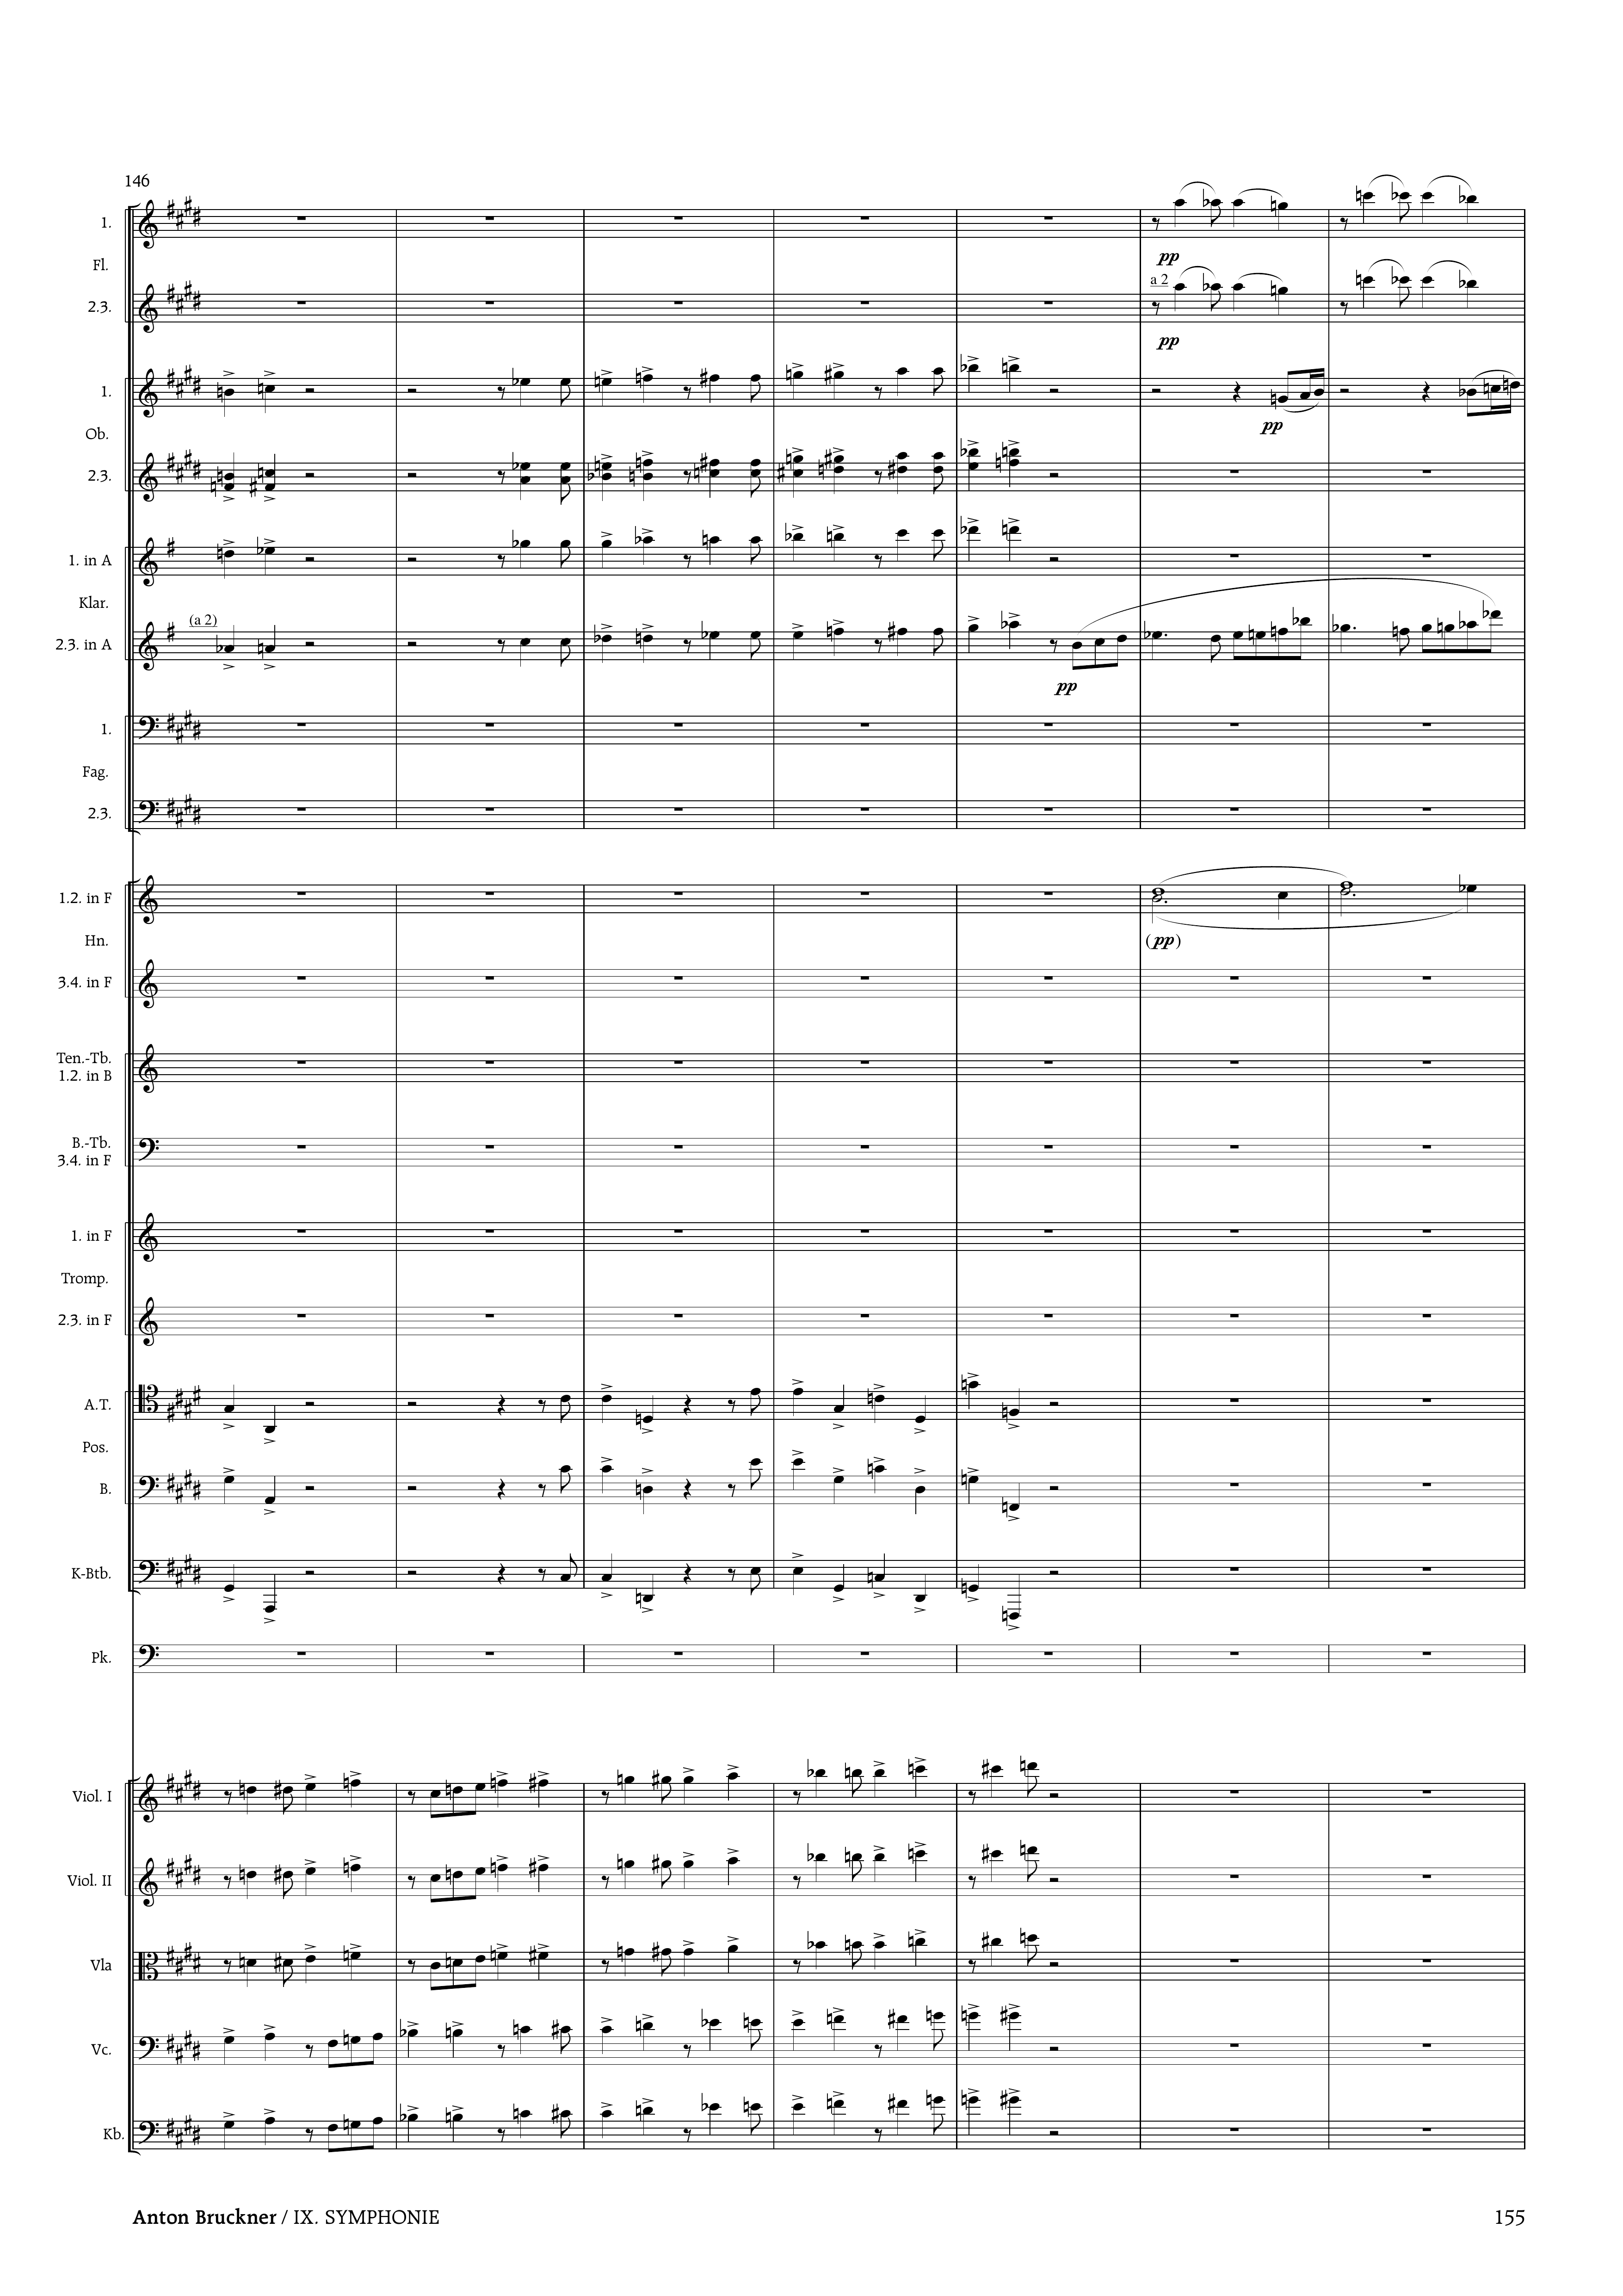 146
1.
Fl.
pp
a 2
2.3.
pp
1.
Ob.
pp
2.3.
1. in A
Klar.
(a 2)
2.3. in A
pp
1.
Fag.
2.3.
1.2. in F
Hn.
(pp)
3.4. in F
Ten.-Tb.
1.2. in B
B.-Tb.
3.4. in F
1. in F
Tromp.
2.3. in F
A.T.
Pos.
B.
K-Btb.
Pk.
Viol. I
Viol. II
Vla
Vc.
Kb.
Anton Bruckner / IX. SYMPHONIE 155